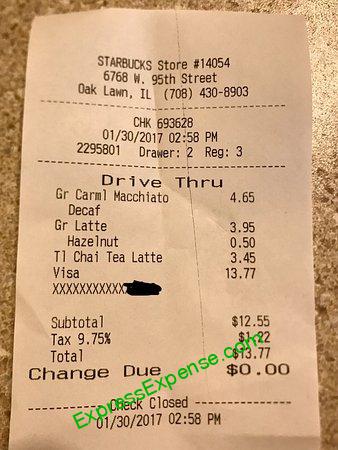 STARBUCKS Store #14054
6768 W. 95th Street
Oak Lawn, IL (708) 430-8903
CHK 693628
01/30/2017 02:58 PM
2295801 Drawer: 2 Reg: 3
Drive Thru
Gr Carml Macchiato 4.65
Decaf
Gr Latte 3.95
Hazelnut 0.50
Tl Chai Tea Latte 3.45
Visa 13.77
XXXXXXXXXXXX
Subtotal $12.55
Tax 9.75% $1.22
Total $13.77
Change Due $0.00
Check Closed
01/30/2017 02:58 PM
ExpressExpense.com